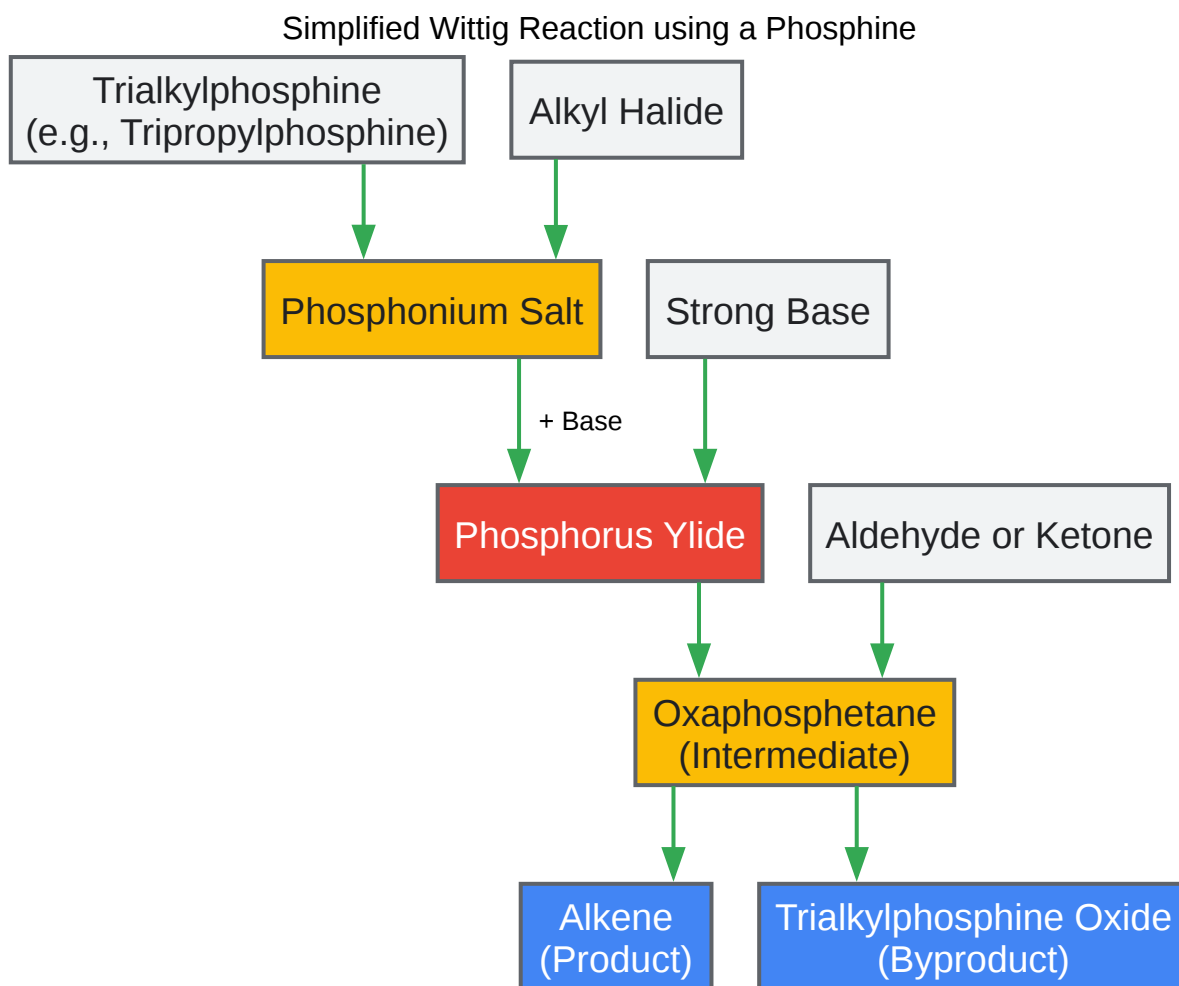 Simplified Wittig Reaction using a Phosphine
Trialkylphosphine
(e.g., Tripropylphosphine)
Alkyl Halide
Phosphonium Salt
Strong Base
+ Base
Phosphorus Ylide
Aldehyde or Ketone
Oxaphosphetane
(Intermediate)
Alkene
(Product)
Trialkylphosphine Oxide
(Byproduct)